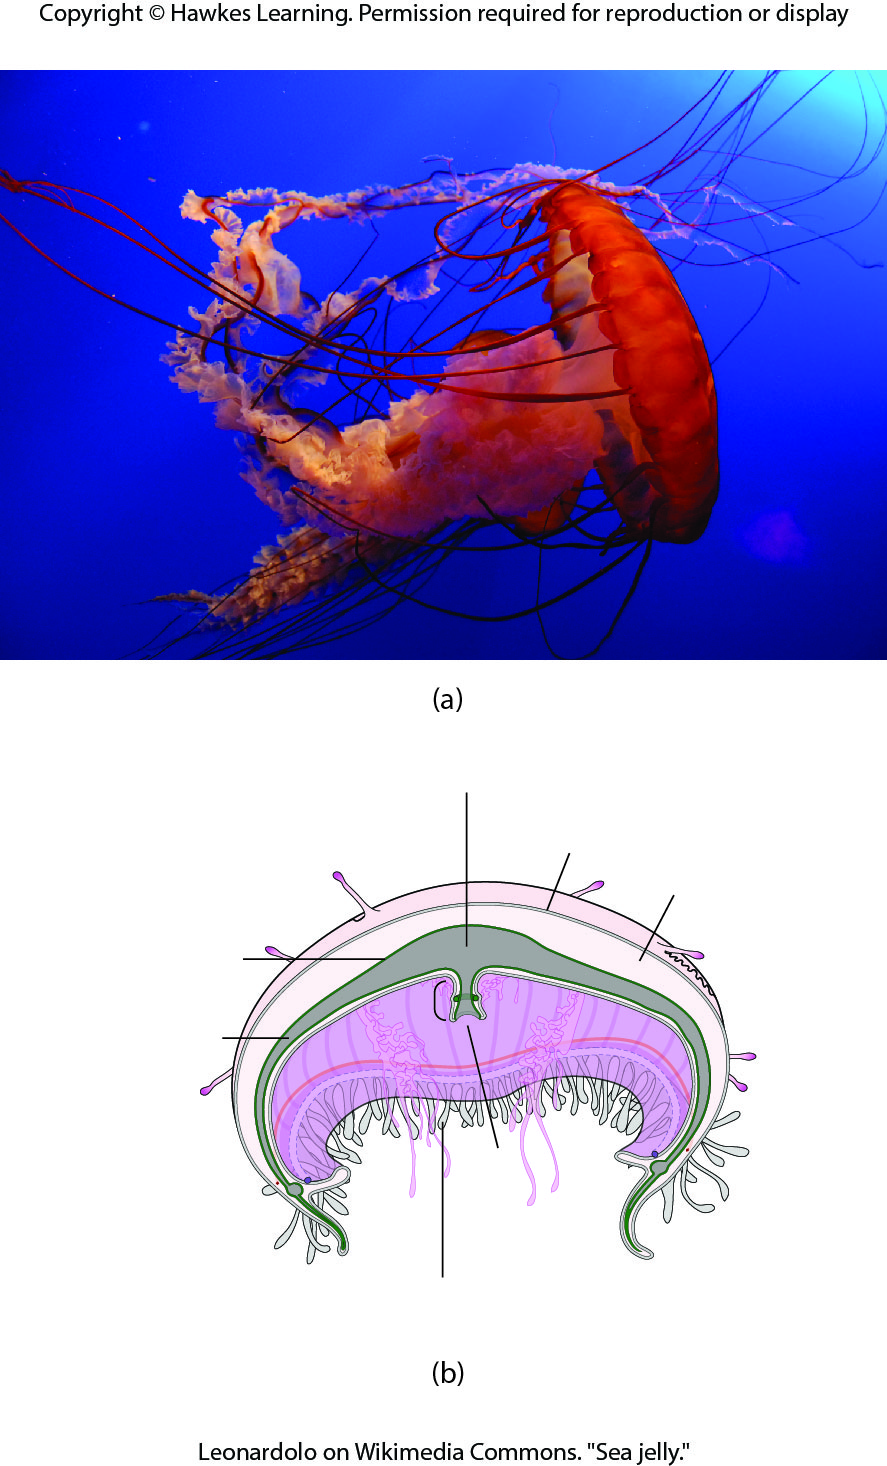 Copyright © Hawkes Learning. Permission required for reproduction or display
(a)
(b)
Leonardolo on Wikimedia Commons. "Sea jelly."